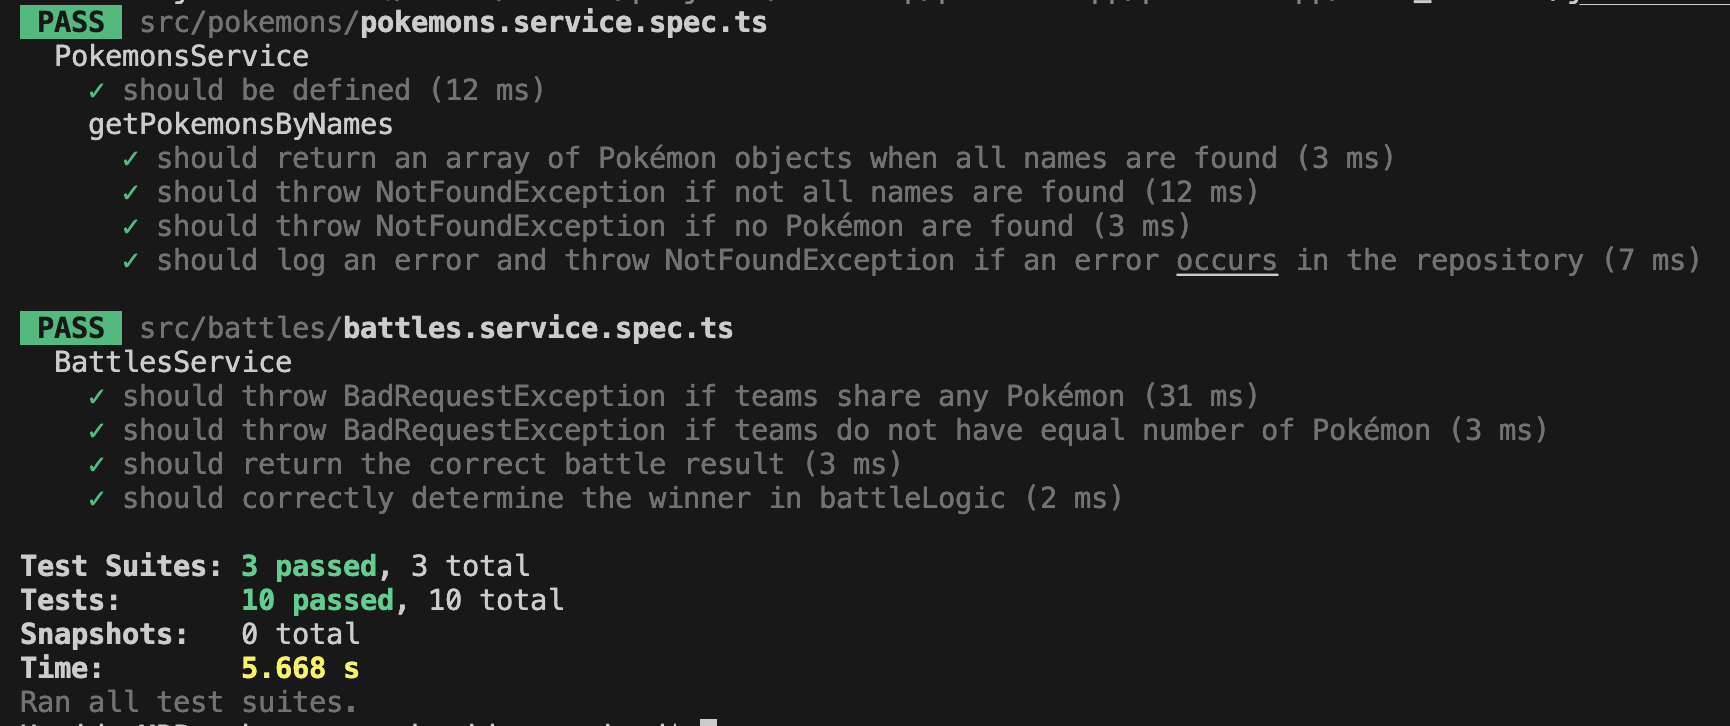 PASS src/pokemons/pokemons.service.spec.ts
PokemonsService
✓ should be defined (12 ms)
getPokemonsByNames
✓ should return an array of Pokémon objects when all names are found (3 ms)
✓ should throw NotFoundException if not all names are found (12 ms)
✓ should throw NotFoundException if no Pokémon are found (3 ms)
✓ should log an error and throw NotFoundException if an error occurs in the repository (7 ms)
PASS src/battles/battles.service.spec.ts
BattlesService
✓ should throw BadRequestException if teams share any Pokémon (31 ms)
✓ should throw BadRequestException if teams do not have equal number of Pokémon (3 ms)
✓ should return the correct battle result (3 ms)
✓ should correctly determine the winner in battleLogic (2 ms)
Test Suites: 3 passed, 3 total
Tests: 10 passed, 10 total
Snapshots: 0 total
Time: 5.668 s
Ran all test suites.